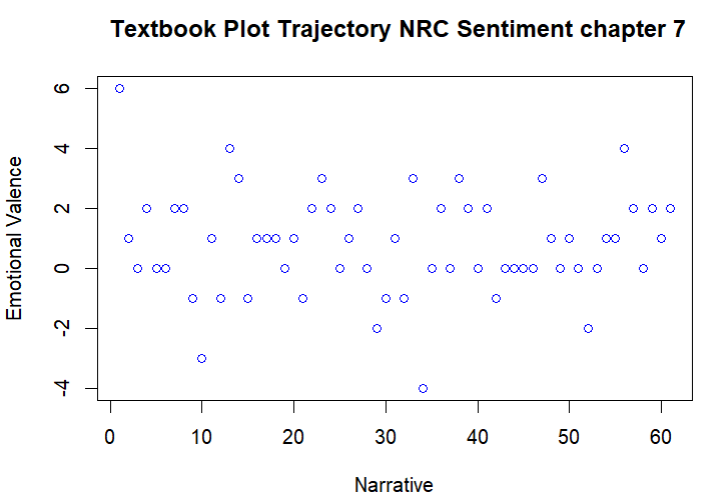 Textbook Plot Trajectory NRC Sentiment chapter 7
Emotional Valence
6
4
2
0
-2
-4
0 10 20 30 40 50 60
Narrative